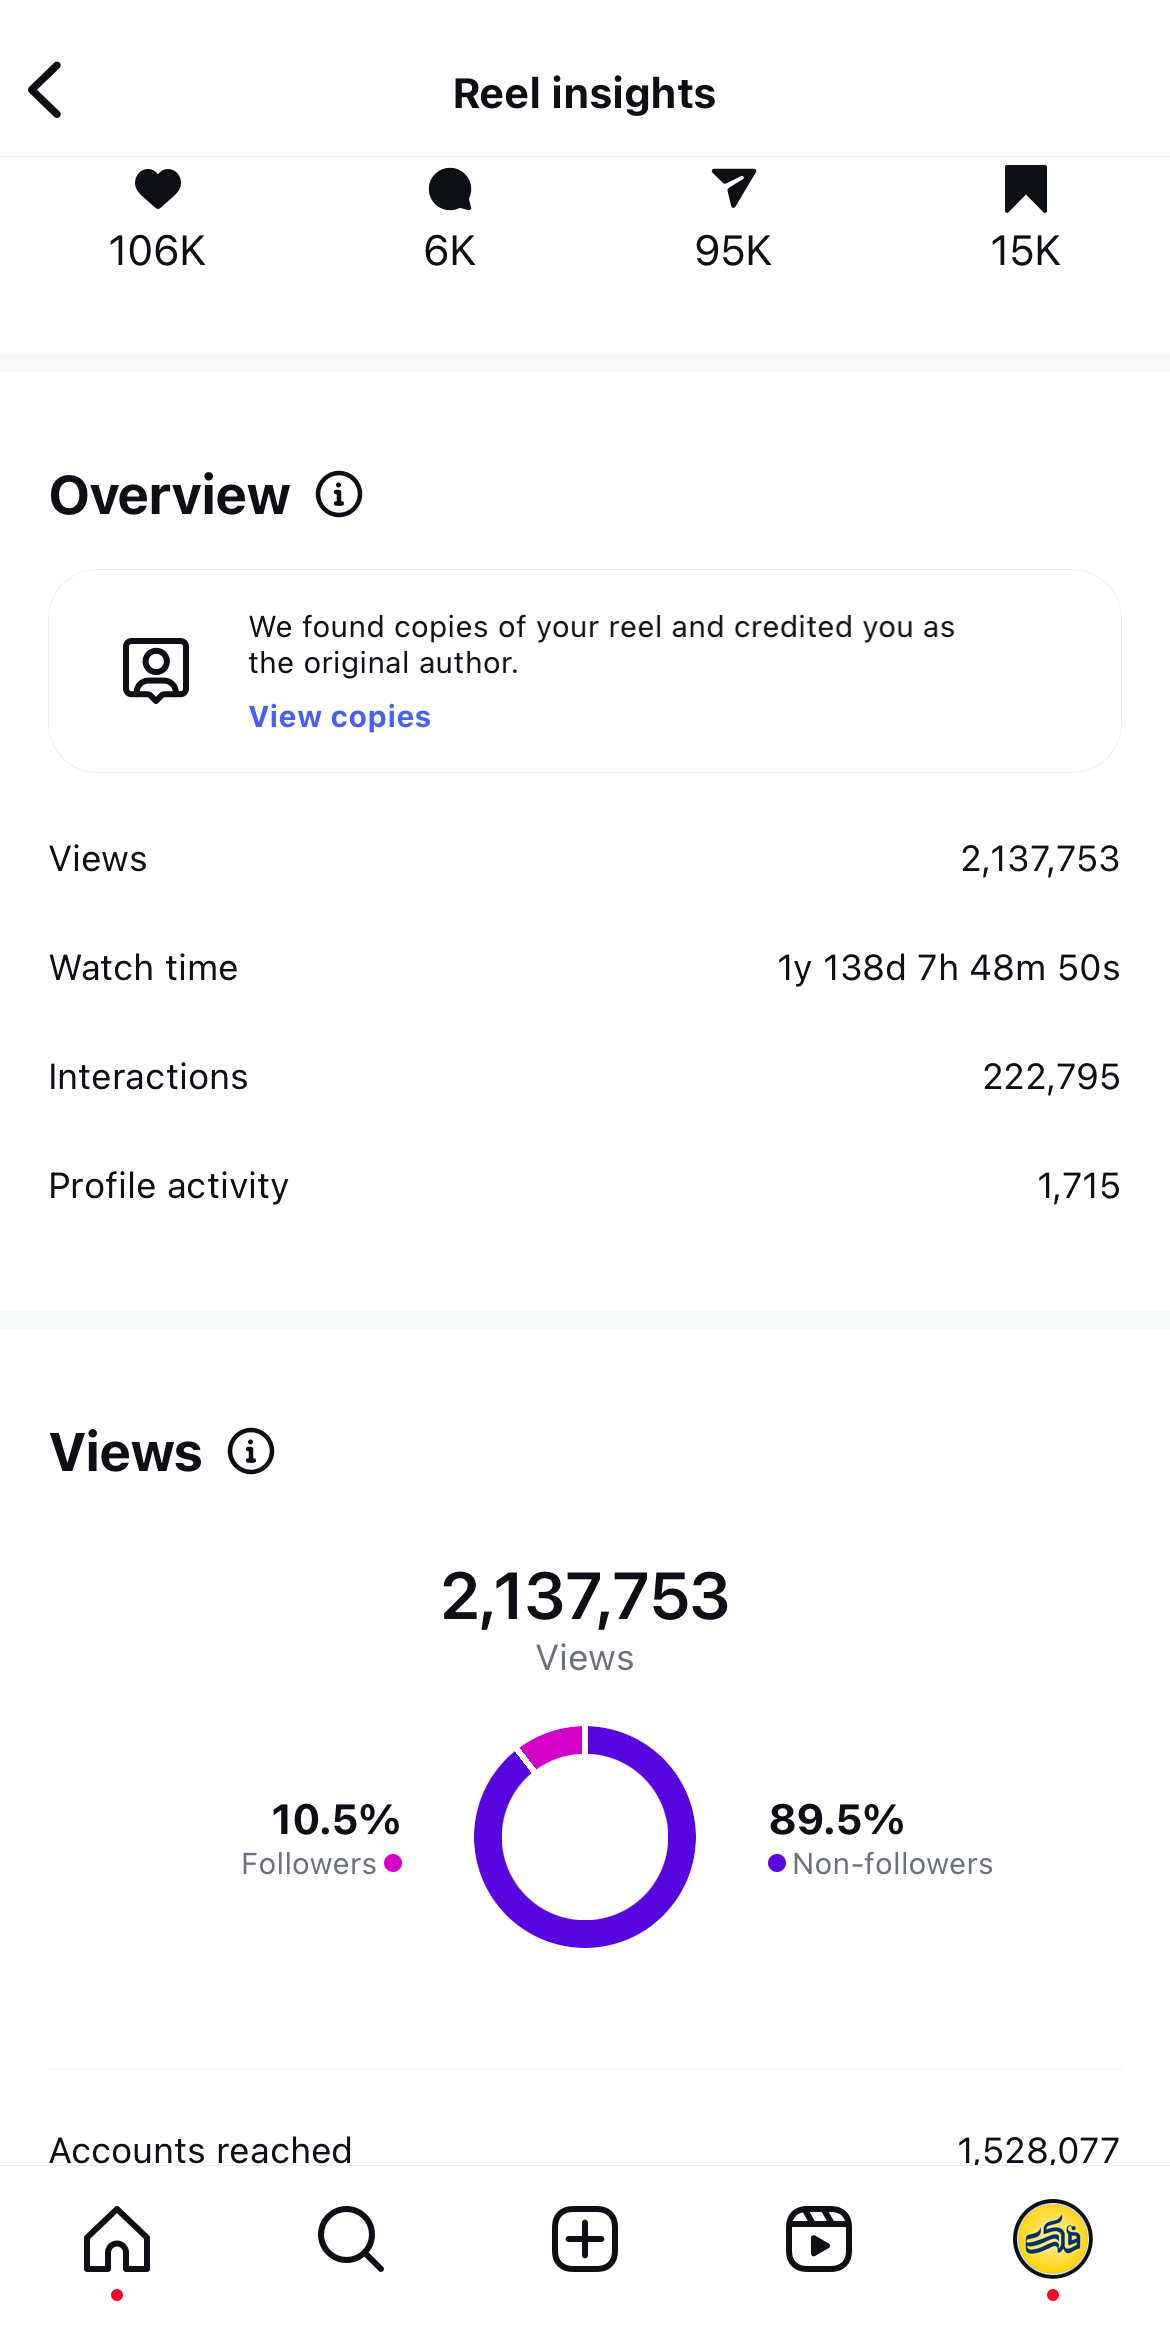 Reel insights
106K 6K 95K 15K
Overview
We found copies of your reel and credited you as
the original author.
View copies
Views 2,137,753
Watch time 1y 138d 7h 48m 50s
Interactions 222,795
Profile activity 1,715
Views
2,137,753
Views
10.5% 89.5%
Followers Non-followers
Accounts reached 1,528,077